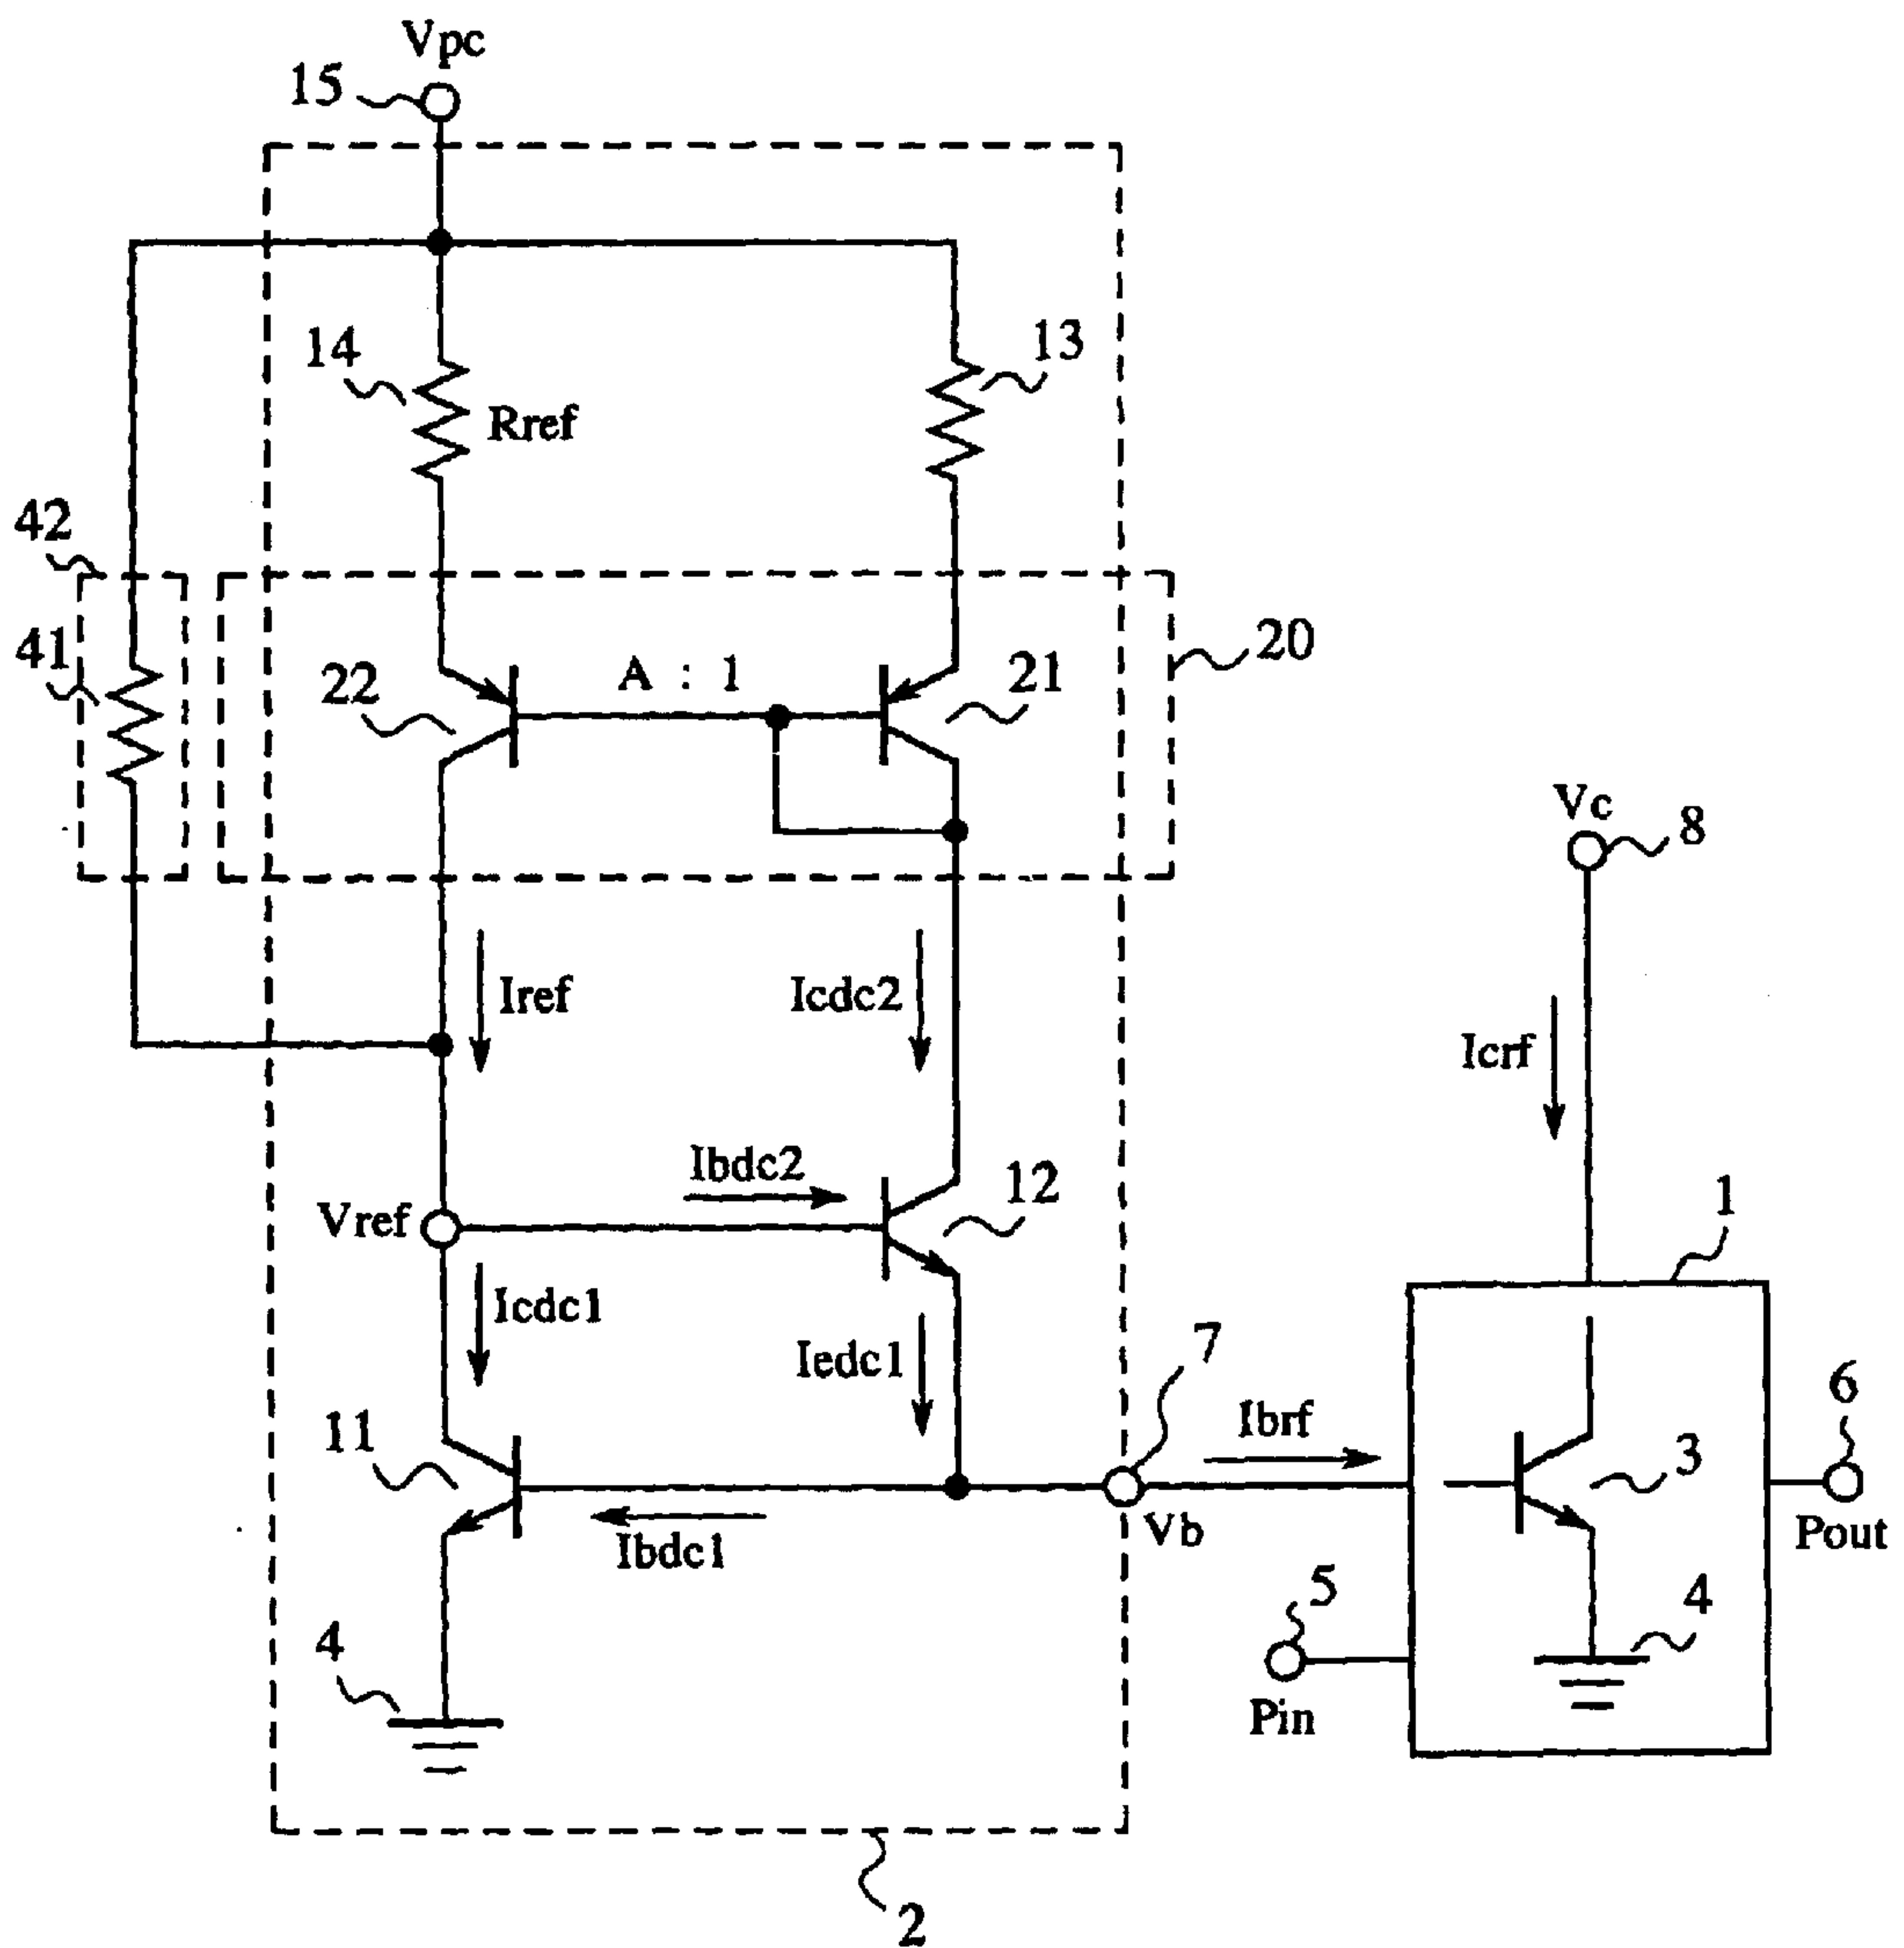 Vpc
15
14
13
Rref
42
41
20
22
A : 1
21
Vc
8
Iref
Icdc2
Icrf
Ibdc2
12
1
Vref
Icdc1
Iedc1
7
6
11
Ibrf
3
Ibdc1
Vb
Pout
5
4
4
Pin
2